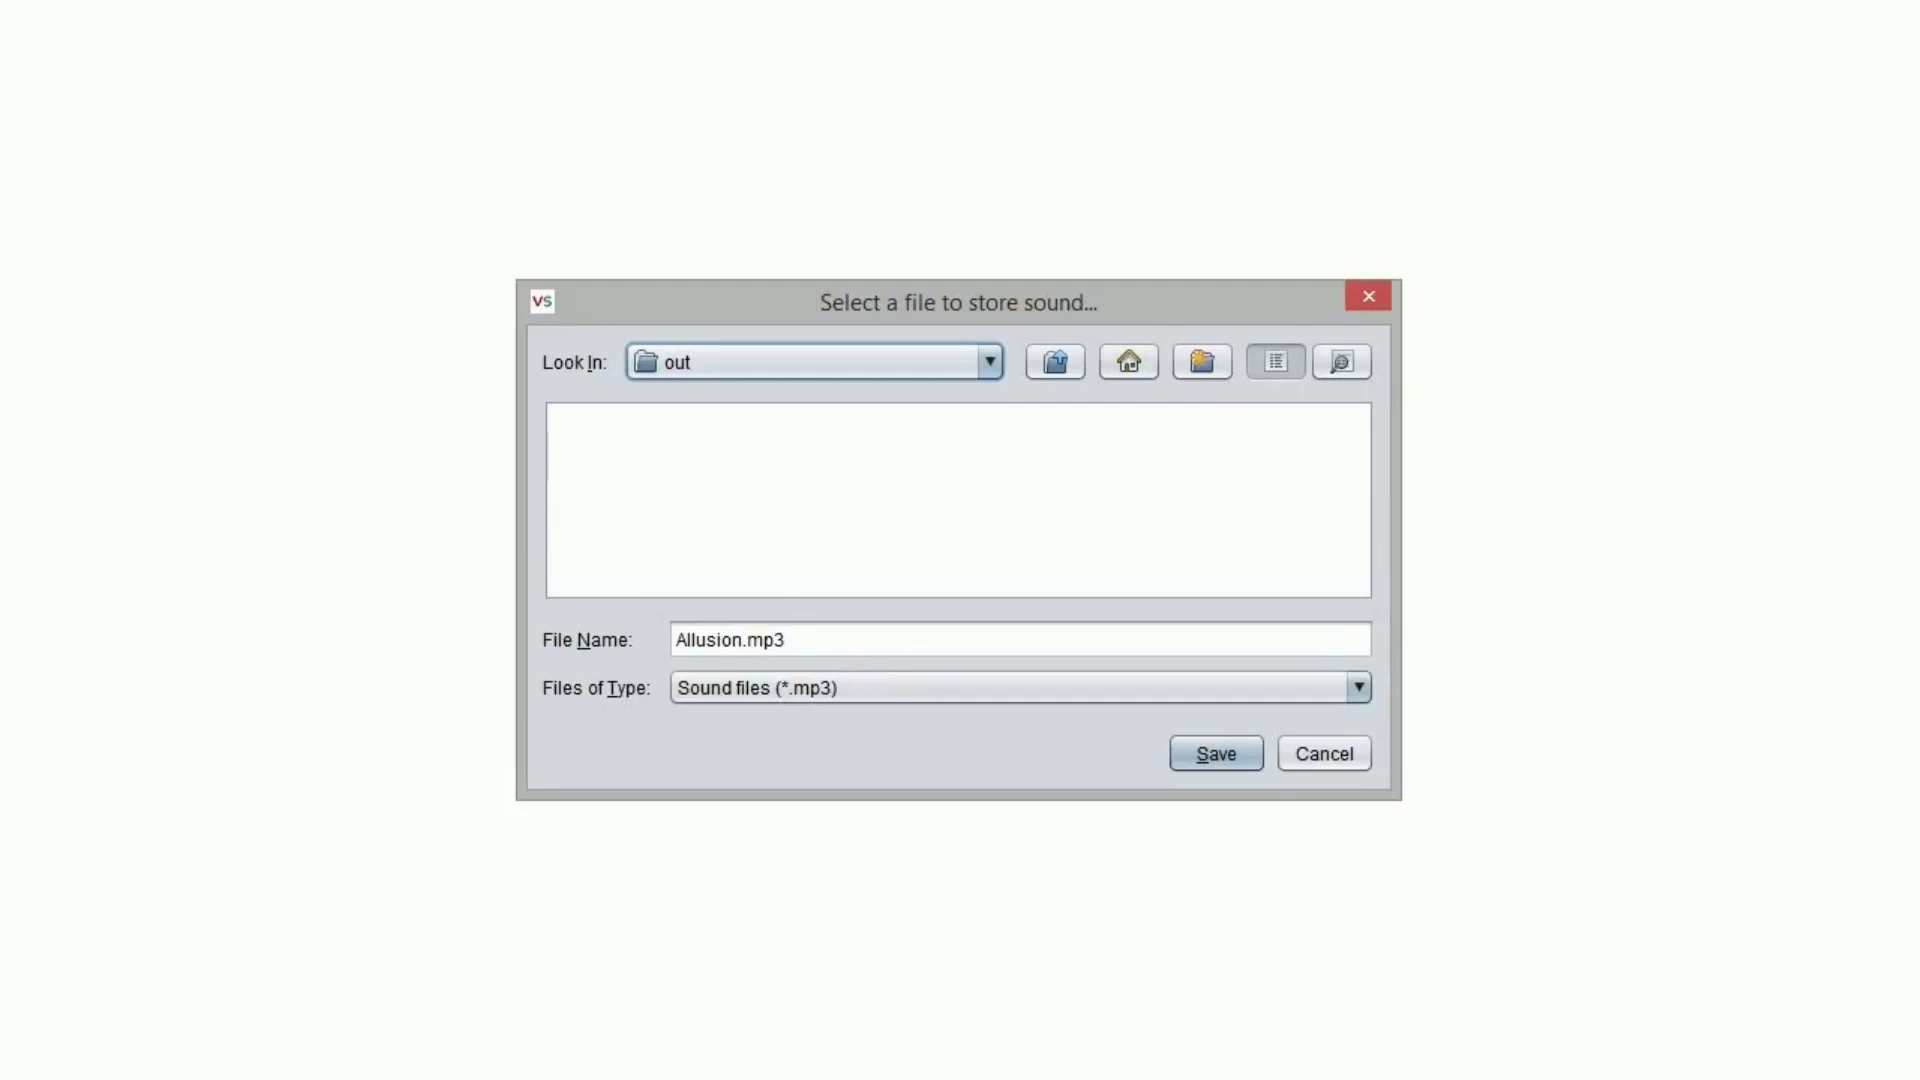 VS
Select a file to store sound...
Look In:
out
File Name:
Allusion.mp3
Files of Type:
Sound files (*.mp3)
Save
Cancel